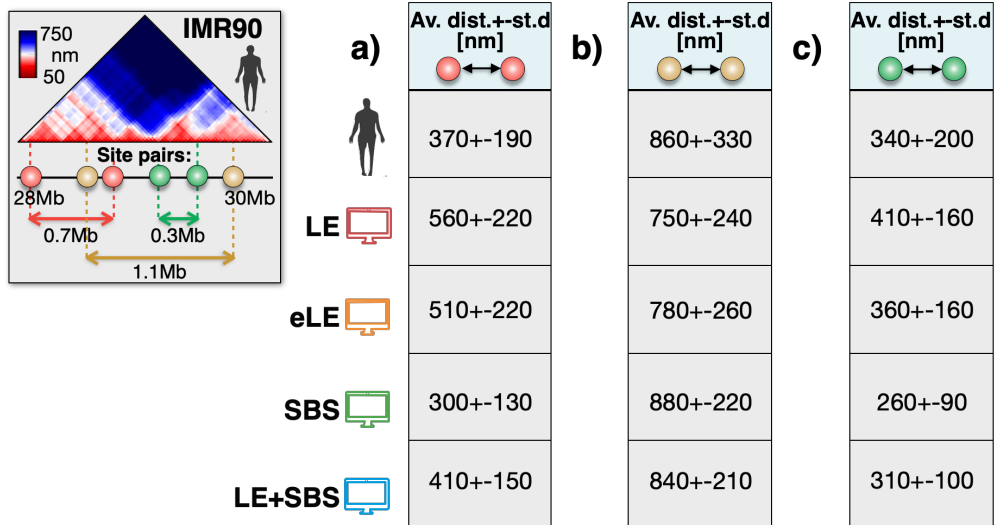 750
nm
50
IMR90
Site pairs:
28Mb
30Mb
0.7Mb
0.3Mb
1.1Mb
a)
Av. dist.+-st.d
[nm]
b)
Av. dist.+-st.d
[nm]
c)
Av. dist.+-st.d
[nm]
370+-190
860+-330
340+-200
LE
560+-220
750+-240
410+-160
eLE
510+-220
780+-260
360+-160
SBS
300+-130
880+-220
260+-90
LE+SBS
410+-150
840+-210
310+-100